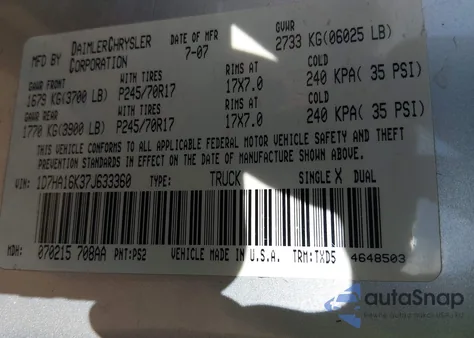 MFD BY DAIMLERCHRYSLER CORPORATION DATE OF MFR 7-07 GVWR 2733 KG(06025 LB)
GAWR FRONT WITH TIRES RIMS AT COLD
1679 KG(3700 LB) P245/70R17 17X7.0 240 KPA( 35 PSI)
GAWR REAR WITH TIRES RIMS AT COLD
1770 KG(3900 LB) P245/70R17 17X7.0 240 KPA( 35 PSI)
THIS VEHICLE CONFORMS TO ALL APPLICABLE FEDERAL MOTOR VEHICLE SAFETY AND THEFT
PREVENTION STANDARDS IN EFFECT ON THE DATE OF MANUFACTURE SHOWN ABOVE.
VIN: 1D7HA16K37J633360 TYPE: TRUCK SINGLE X DUAL
MDH: 070215 708AA PNT:PS2 VEHICLE MADE IN U.S.A. TRM:TXD5 4648503
autoSnap